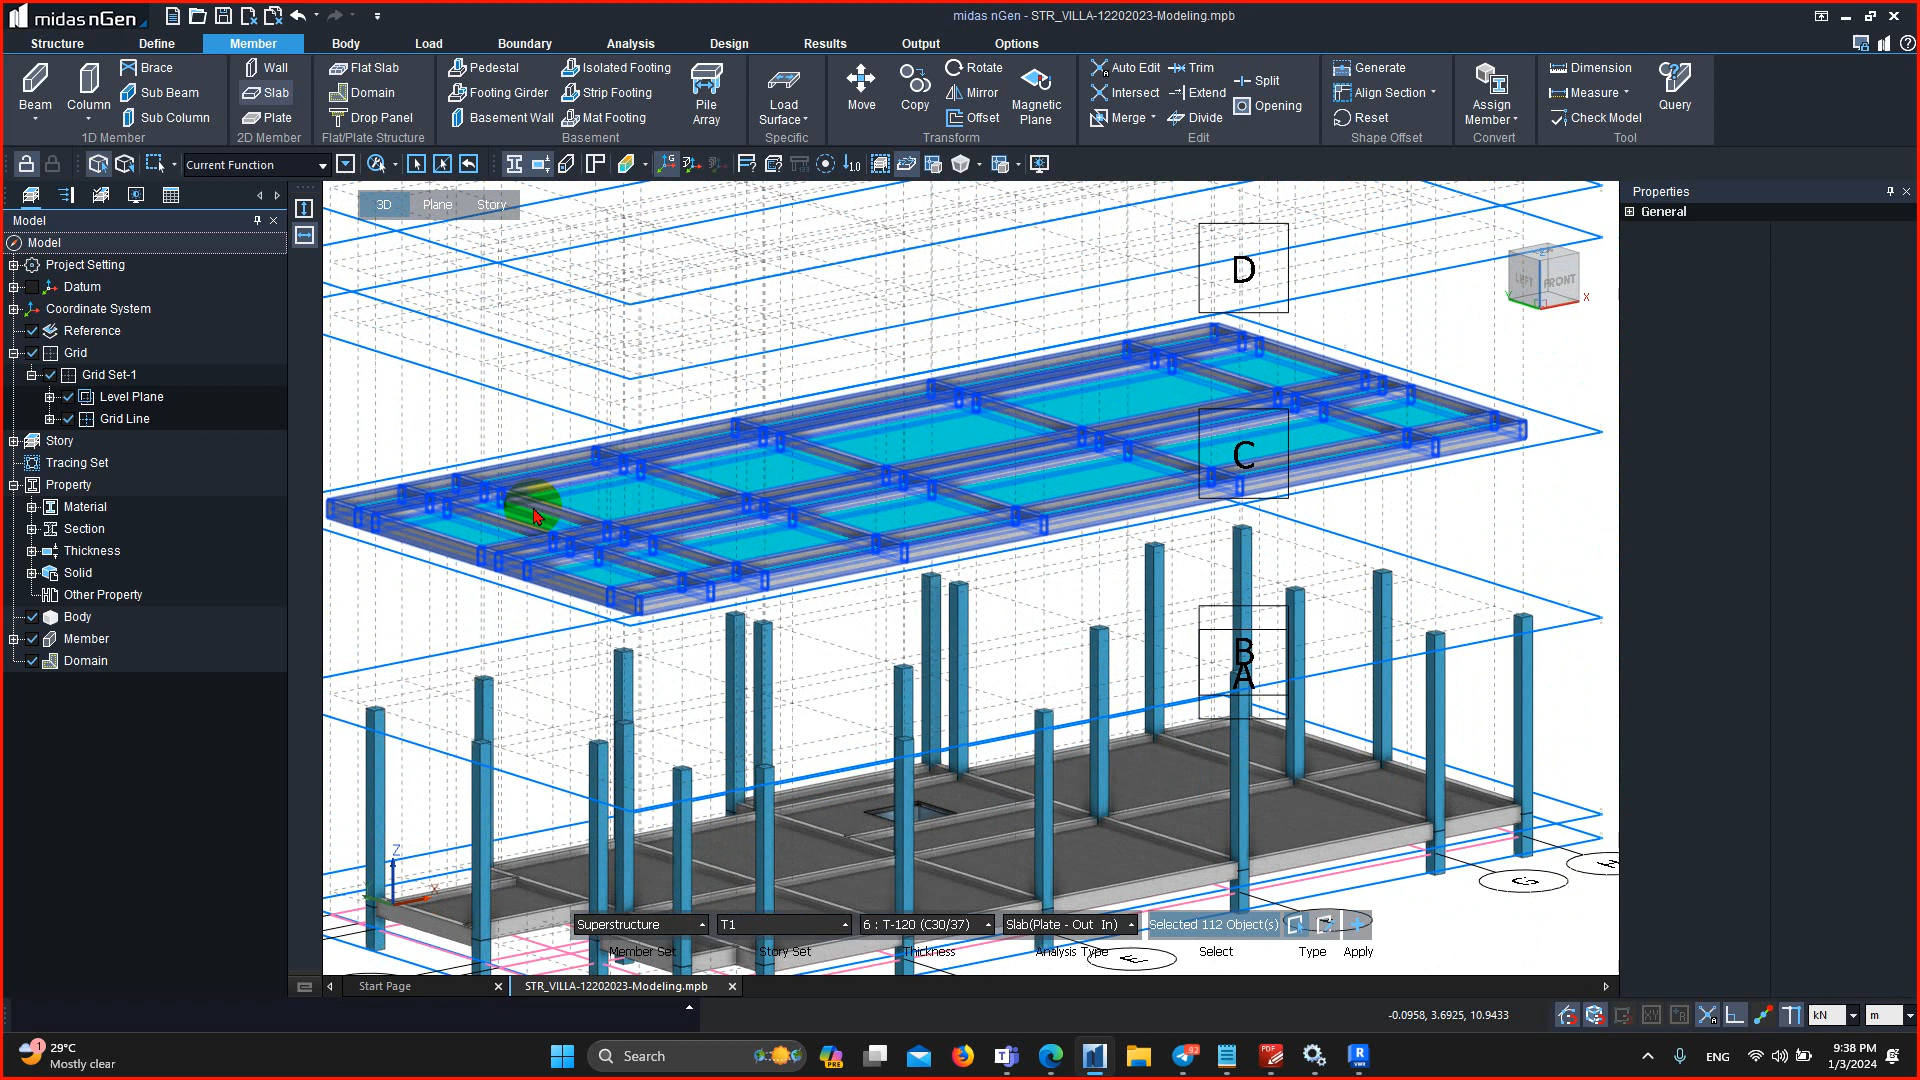 midas nGen
midas nGen - STR_VILLA-12202023-Modeling.mpb
Structure Define Member Body Load Boundary Analysis Design Results Output Options
Beam
Column
Brace
Sub Beam
Sub Column
1D Member
Wall
Slab
Plate
2D Member
Flat Slab
Domain
Drop Panel
Flat/Plate Structure
Pedestal
Footing Girder
Basement Wall
Isolated Footing
Strip Footing
Mat Footing
Pile
Array
Basement
Load
Surface
Specific
Move
Copy
Rotate
Mirror
Offset
Magnetic
Plane
Transform
Auto Edit
Intersect
Merge
Trim
Extend
Divide
Split
Opening
Edit
Generate
Align Section
Reset
Shape Offset
Assign
Member
Convert
Dimension
Measure
Check Model
Query
Tool
Current Function
1.0
Model
Model
Project Setting
Datum
Coordinate System
Reference
Grid
Grid Set-1
Level Plane
Grid Line
Story
Tracing Set
Property
Material
Section
Thickness
Solid
Other Property
Body
Member
Domain
3D Plane Story
D
C
B
A
LEFT FRONT
Z
X
Z
X
G
Properties
General
Superstructure T1 6 : T-120 (C30/37) Slab(Plate - Out In) Selected 112 Object(s)
Member Set Story Set Thickness Analysis Type Select Type Apply
Start Page
STR_VILLA-12202023-Modeling.mpb
-0.0958, 3.6925, 10.9433
kN m
1
29°C
Mostly clear
Search
PRE
92
PDF
ENG
9:38 PM
1/3/2024